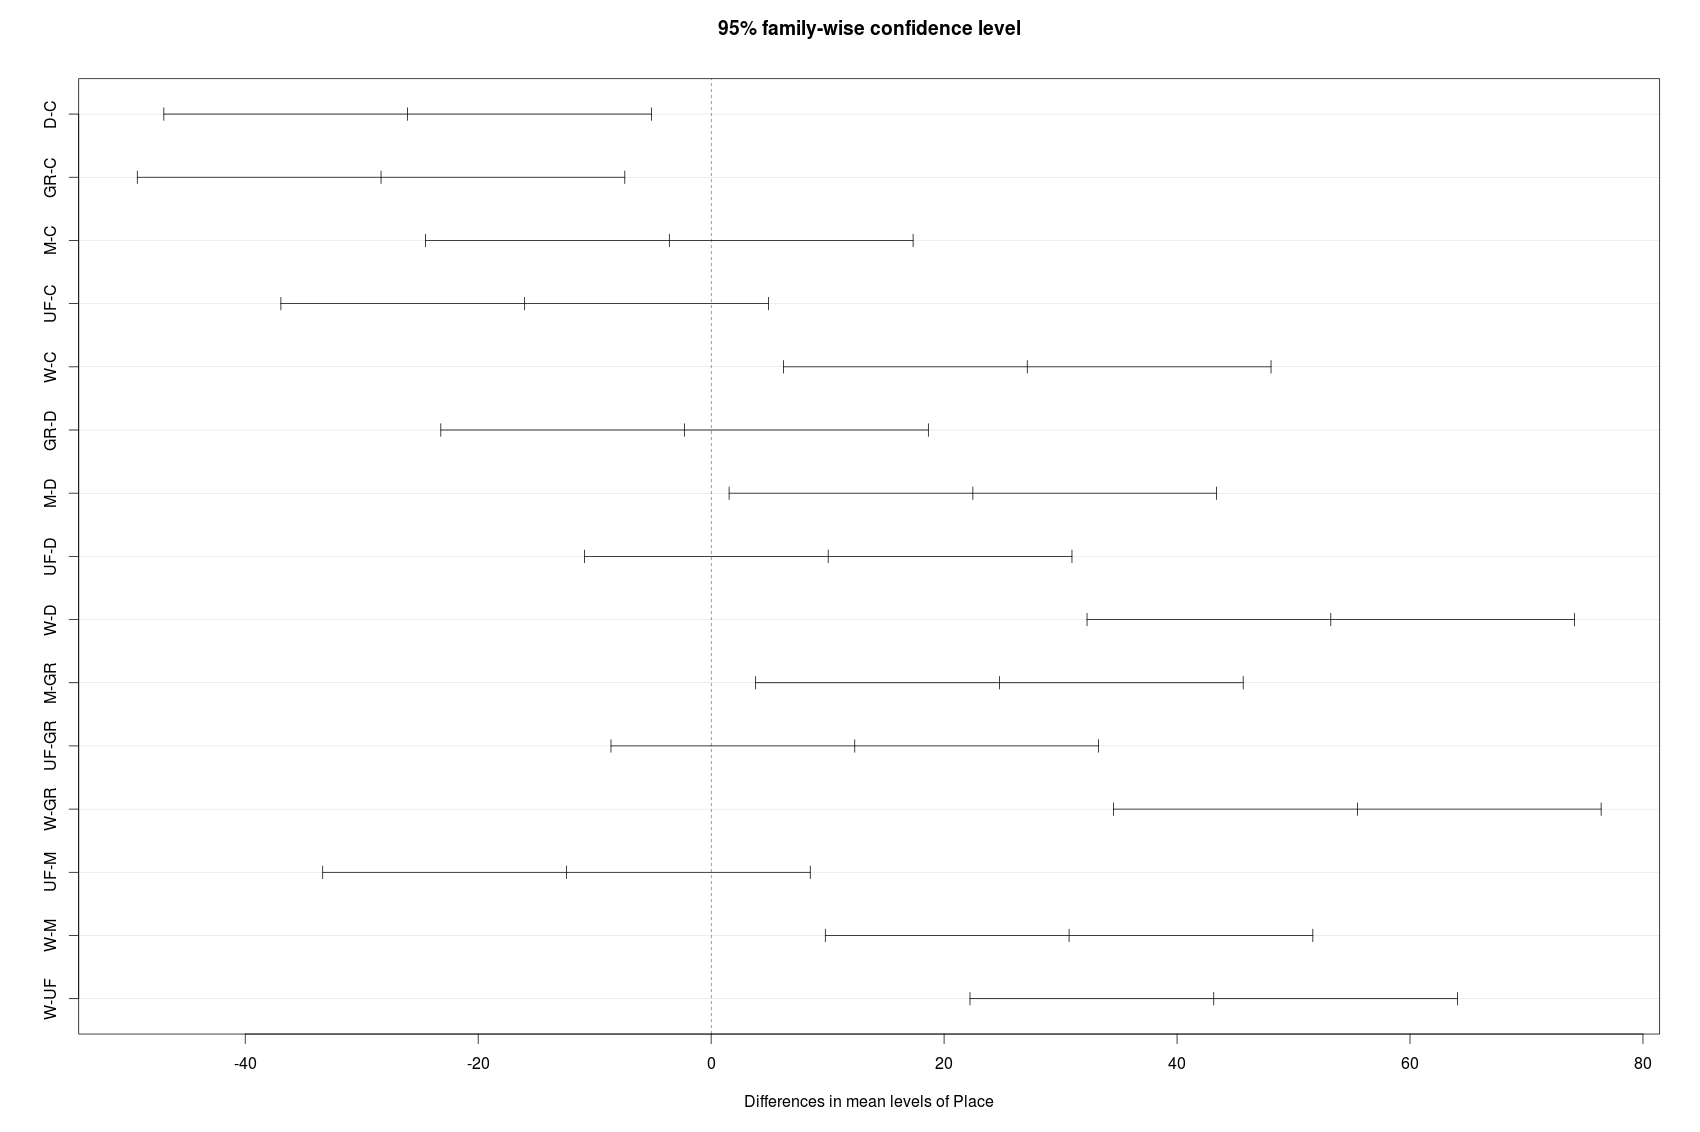 95% family-wise confidence level
D-C
GR-C
M-C
UF-C
W-C
GR-D
M-D
UF-D
W-D
M-GR
UF-GR
W-GR
UF-M
W-M
W-UF
-40 -20 0 20 40 60 80
Differences in mean levels of Place